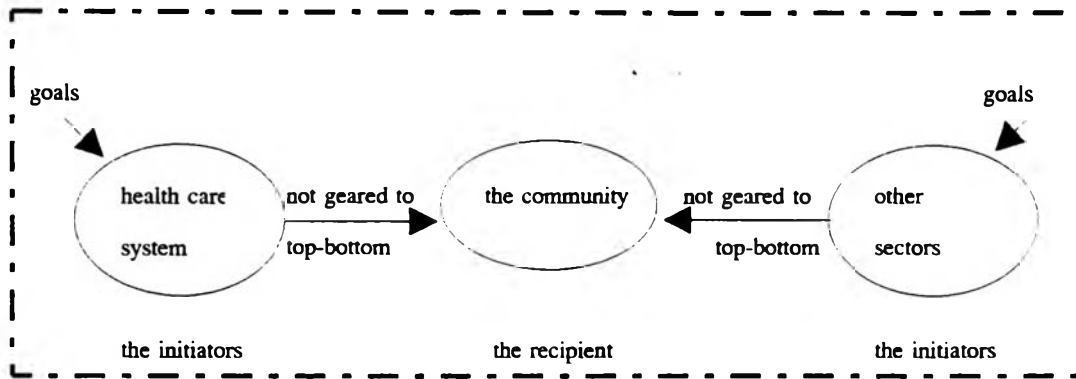 goals
goals
health care
system
not geared to
top-bottom
the community
not geared to
top-bottom
other
sectors
the initiators
the recipient
the initiators